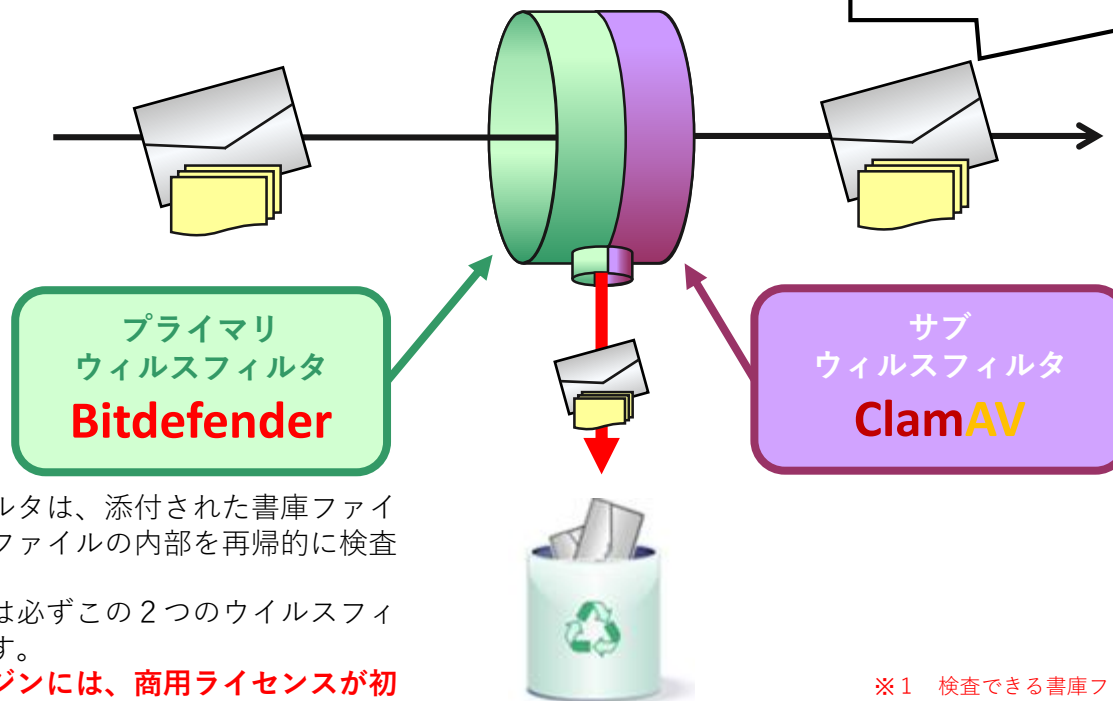 プライマリ
ウィルスフィルタ
Bitdefender
サブ
ウィルスフィルタ
ClamAV
ルタは、添付された書庫ファイ
ファイルの内部を再帰的に検査
は必ずこの２つのウイルスフィ
す。
ジンには、商用ライセンスが初
※１　検査できる書庫フ